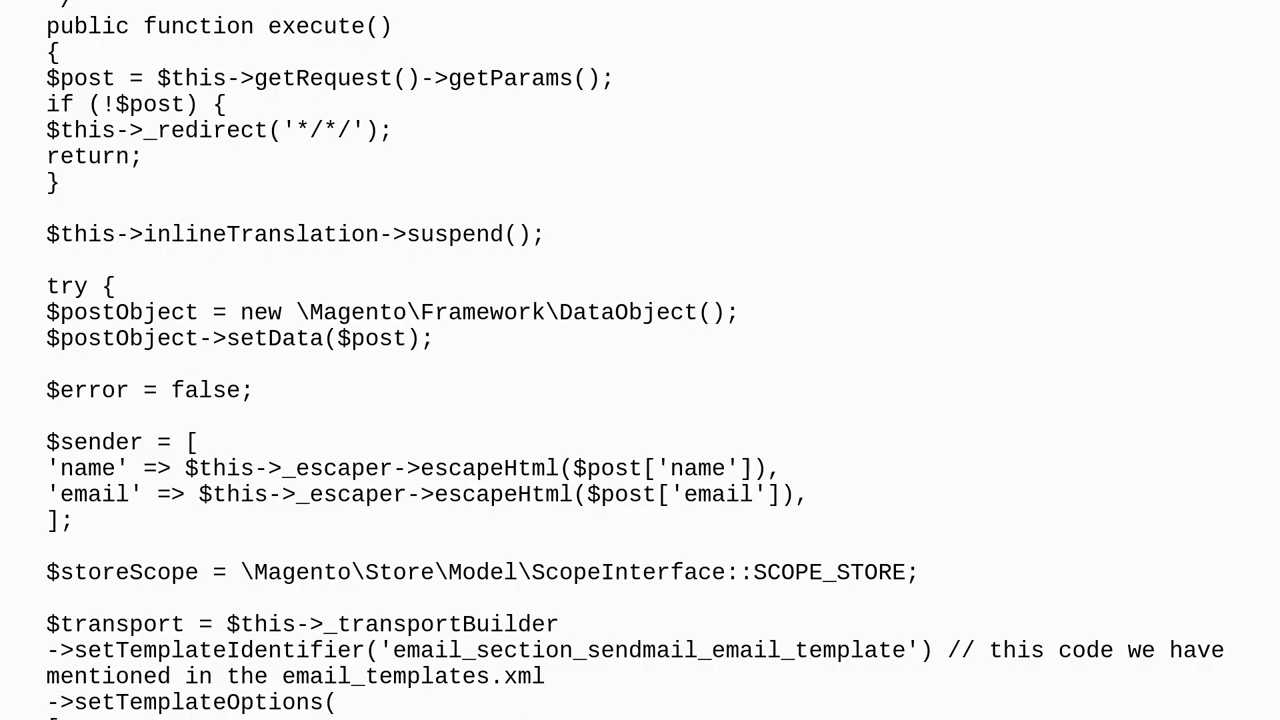 public function execute()
{
$post = $this->getRequest()->getParams();
if (!$post) {
$this->_redirect('*/*/');
return;
}
$this->inlineTranslation->suspend();
try {
$postObject = new \Magento\Framework\DataObject();
$postObject->setData($post);
$error = false;
$sender = [
'name' => $this->_escaper->escapeHtml($post['name']),
'email' => $this->_escaper->escapeHtml($post['email']),
];
$storeScope = \Magento\Store\Model\ScopeInterface::SCOPE_STORE;
$transport = $this->_transportBuilder
->setTemplateIdentifier('email_section_sendmail_email_template') // this code we have
mentioned in the email_templates.xml
->setTemplateOptions(